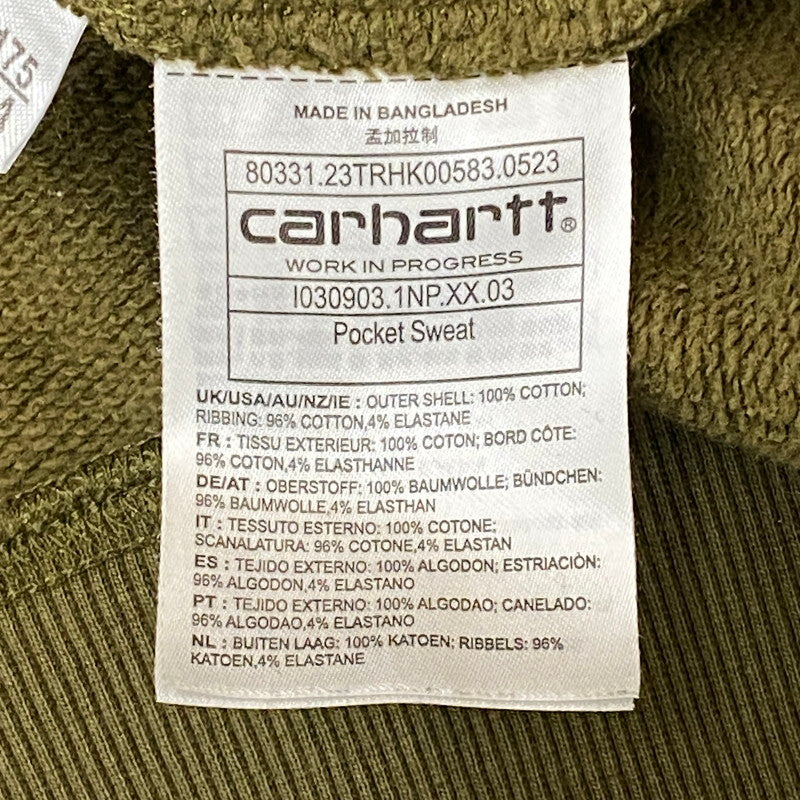 175
MADE IN BANGLADESH
孟加拉制
80331.23TRHK00583.0523
carhartt®
WORK IN PROGRESS
I030903.1NP.XX.03
Pocket Sweat
UK/USA/AU/NZ/IE : OUTER SHELL: 100% COTTON;
RIBBING: 96% COTTON,4% ELASTANE
FR : TISSU EXTERIEUR: 100% COTON; BORD CÔTE:
96% COTON,4% ELASTHANNE
DE/AT : OBERSTOFF: 100% BAUMWOLLE; BÜNDCHEN:
96% BAUMWOLLE,4% ELASTHAN
IT : TESSUTO ESTERNO: 100% COTONE;
SCANALATURA: 96% COTONE,4% ELASTAN
ES : TEJIDO EXTERNO: 100% ALGODON; ESTRIACIÒN:
96% ALGODON,4% ELASTANO
PT : TEJIDO EXTERNO: 100% ALGODAO; CANELADO:
96% ALGODAO,4% ELASTANO
NL : BUITEN LAAG: 100% KATOEN; RIBBELS: 96%
KATOEN,4% ELASTANE